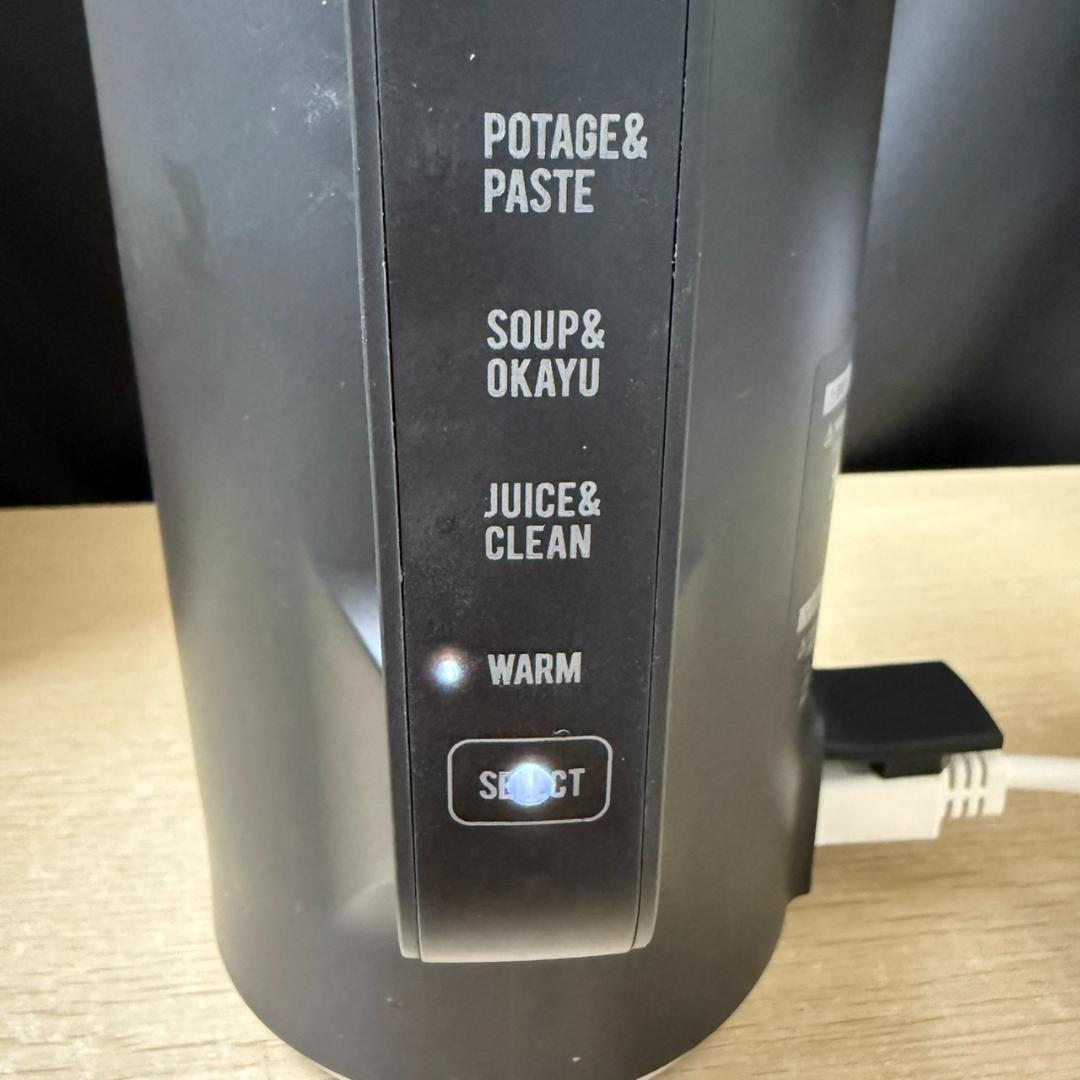 POTAGE&
PASTE
SOUP&
OKAYU
JUICE&
CLEAN
WARM
SELECT